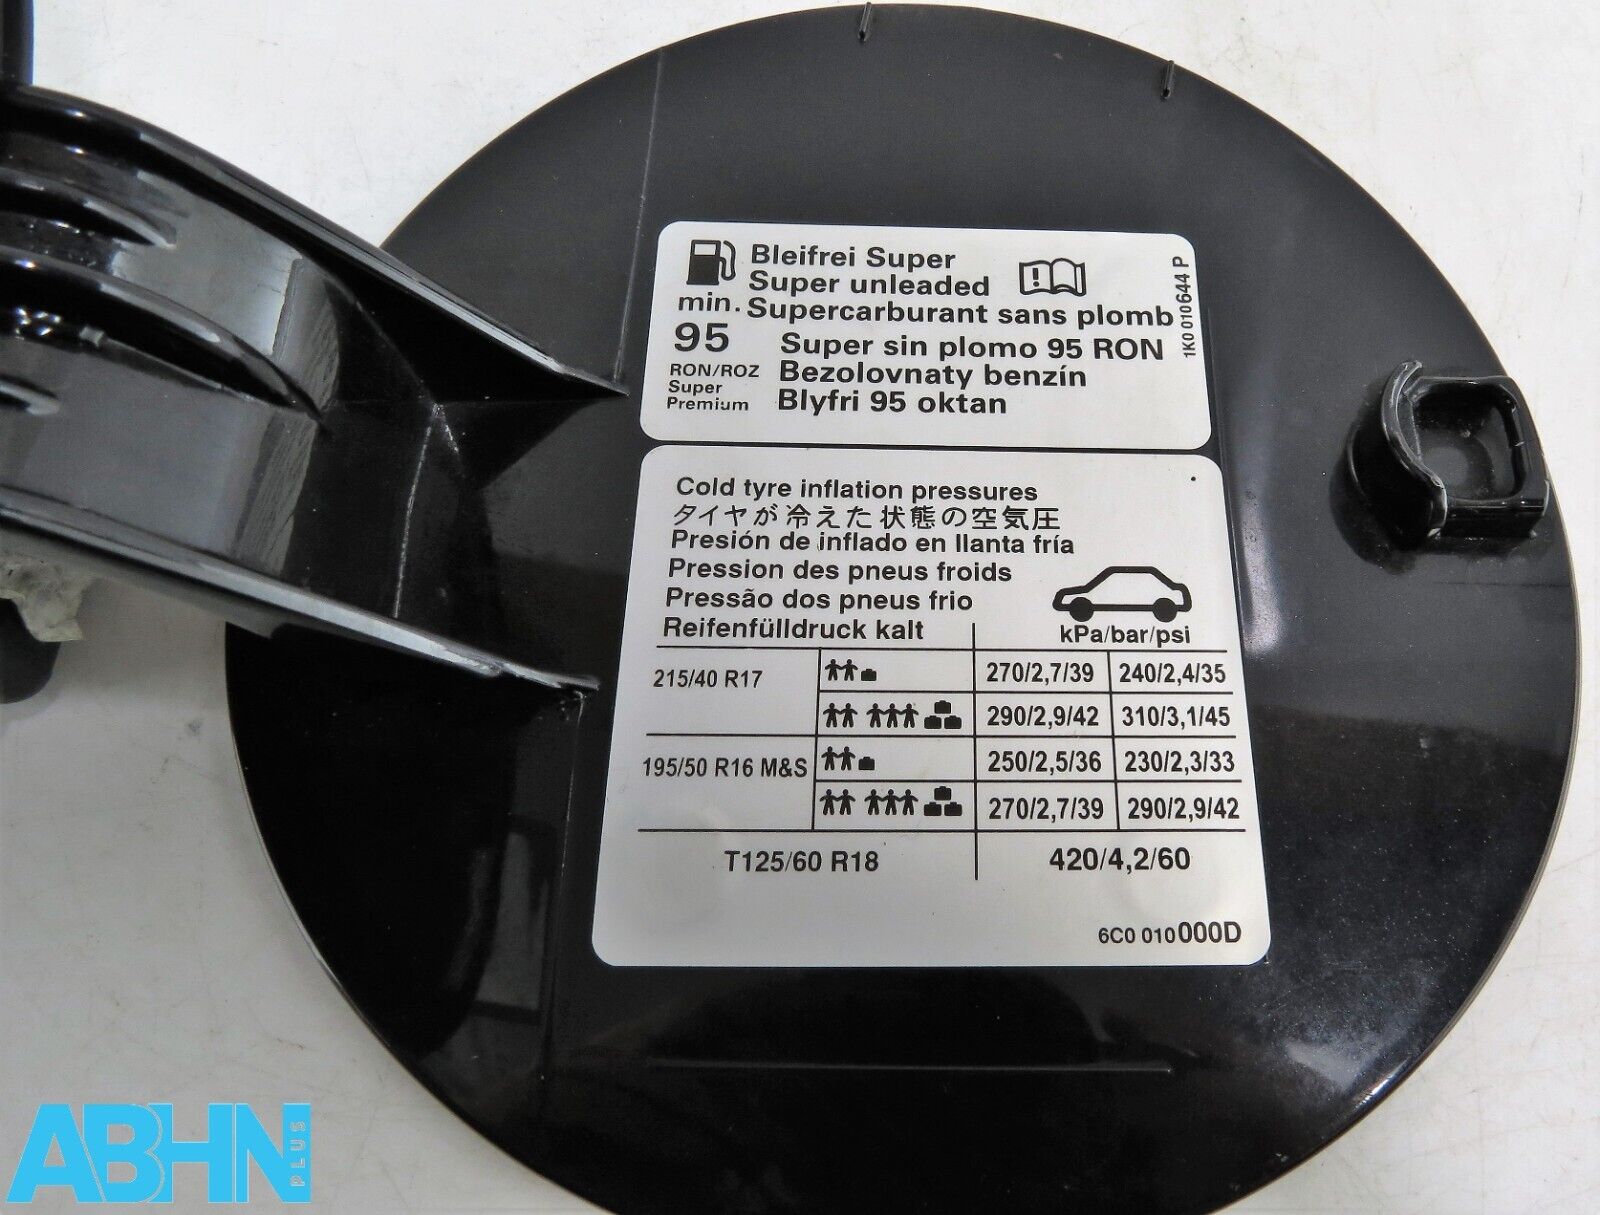 Bleifrei Super
Super unleaded
min. Supercarburant sans plomb
95 Super sin plomo 95 RON
RON/ROZ Bezolovnaty benzín
Super Blyfri 95 oktan
Premium
1K0 010 644 P
Cold tyre inflation pressures
タイヤが冷えた状態の空気圧
Presión de inflado en llanta fría
Pression des pneus froids
Pressão dos pneus frio
Reifenfülldruck kalt kPa/bar/psi
215/40 R17 270/2,7/39 240/2,4/35
290/2,9/42 310/3,1/45
195/50 R16 M&S 250/2,5/36 230/2,3/33
270/2,7/39 290/2,9/42
T125/60 R18 420/4,2/60
6C0 010 000D
ABHN PLUS